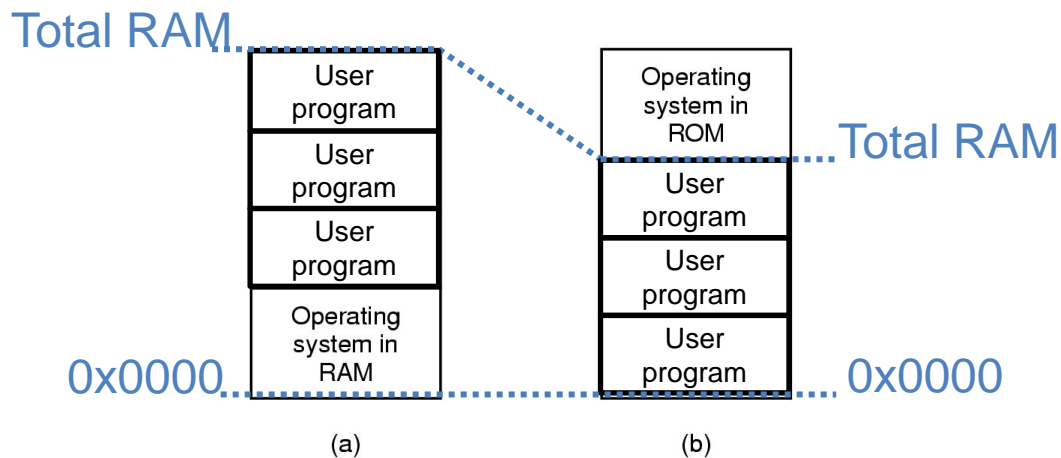 Total RAM
User
program
User
program
User
program
Operating
system in
RAM
0x0000
(a)
Operating
system in
ROM
Total RAM
User
program
User
program
User
program
0x0000
(b)